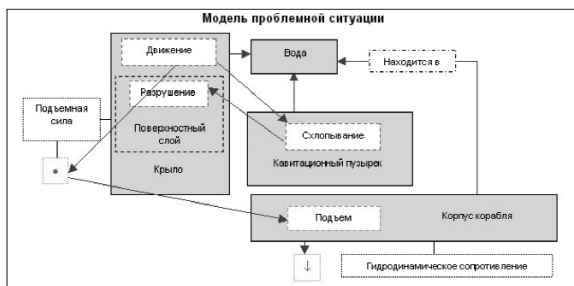 Модель проблемной ситуации
Движение
Вода
Находится в
Разрушение
Подъемная
сила
Поверхностный
слой
Схлопывание
Кавитационный пузырек
Крыло
Подъем
Корпус корабля
↓
Гидродинамическое сопротивление